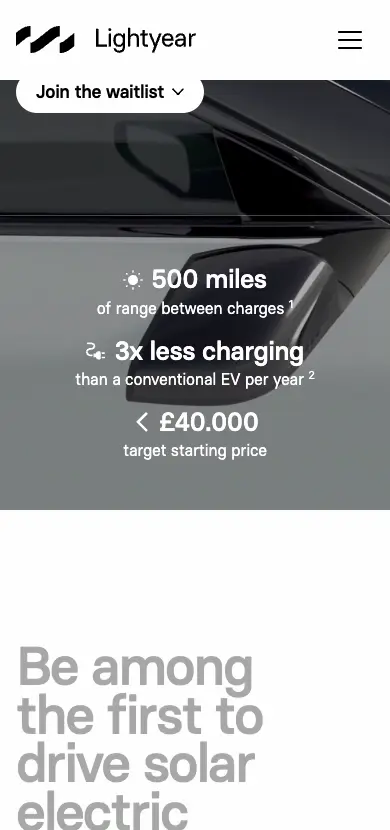 Lightyear
Join the waitlist
500 miles
of range between charges 1
3x less charging
than a conventional EV per year 2
< £40.000
target starting price
Be among
the first to
drive solar
electric